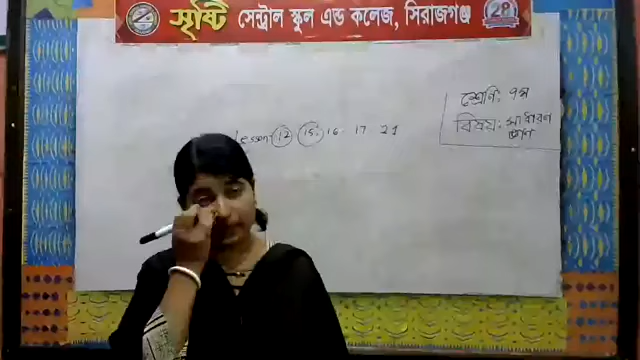 সৃষ্টি সেন্ট্রাল স্কুল এন্ড কলেজ, সিরাজগঞ্জ
28
শ্রেণি: ৭ম
বিষয়: সাধারণ জ্ঞান
Lesson: 12 15. 16 17 21